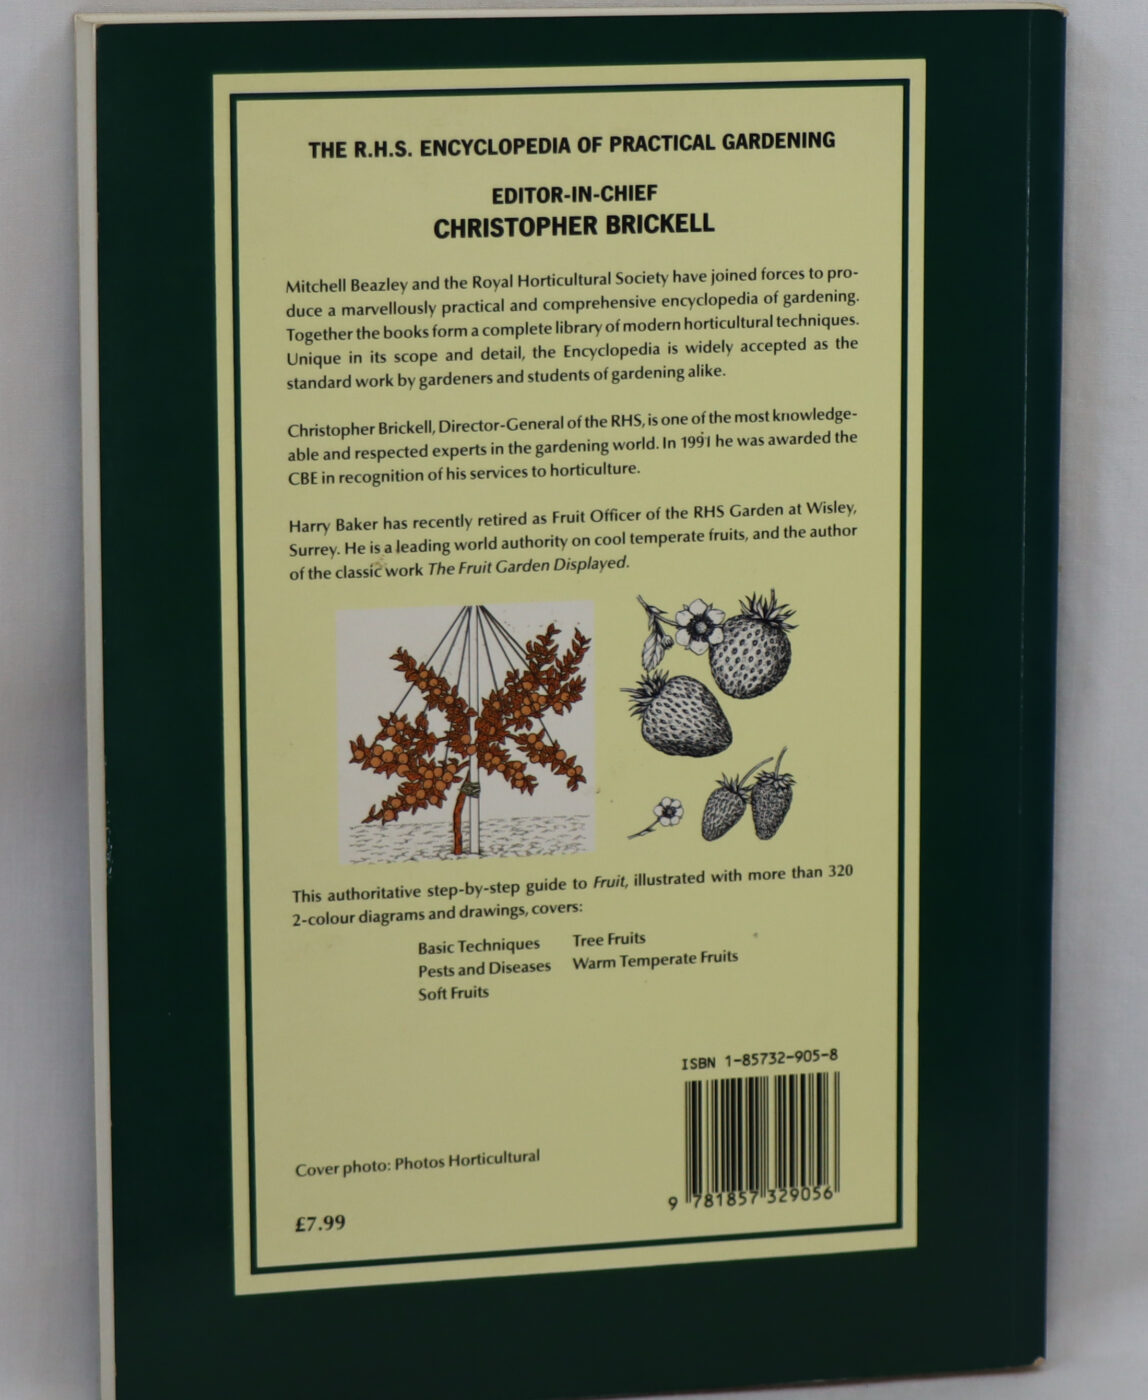 THE R.H.S. ENCYCLOPEDIA OF PRACTICAL GARDENING
EDITOR-IN-CHIEF
CHRISTOPHER BRICKELL
Mitchell Beazley and the Royal Horticultural Society have joined forces to pro-
duce a marvellously practical and comprehensive encyclopedia of gardening.
Together the books form a complete library of modern horticultural techniques.
Unique in its scope and detail, the Encyclopedia is widely accepted as the
standard work by gardeners and students of gardening alike.
Christopher Brickell, Director-General of the RHS, is one of the most knowledge-
able and respected experts in the gardening world. In 1991 he was awarded the
CBE in recognition of his services to horticulture.
Harry Baker has recently retired as Fruit Officer of the RHS Garden at Wisley,
Surrey. He is a leading world authority on cool temperate fruits, and the author
of the classic work The Fruit Garden Displayed.
This authoritative step-by-step guide to Fruit, illustrated with more than 320
2-colour diagrams and drawings, covers:
Basic Techniques
Pests and Diseases
Soft Fruits
Tree Fruits
Warm Temperate Fruits
ISBN 1-85732-905-8
9 781857 329056
Cover photo: Photos Horticultural
£7.99